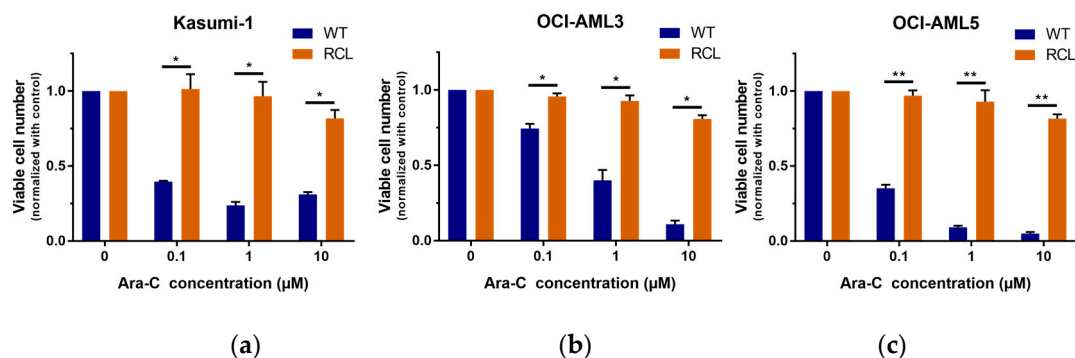 Kasumi-1
WT
RCL
Viable cell number
(normalized with control)
1.0
0.5
0.0
* * *
0 0.1 1 10
Ara-C concentration (µM)
(a)
OCI-AML3
WT
RCL
Viable cell number
(normalized with control)
1.0
0.5
0.0
* * *
0 0.1 1 10
Ara-C concentration (µM)
(b)
OCI-AML5
WT
RCL
Viable cell number
(normalized with control)
1.0
0.5
0.0
** ** **
0 0.1 1 10
Ara-C concentration (µM)
(c)